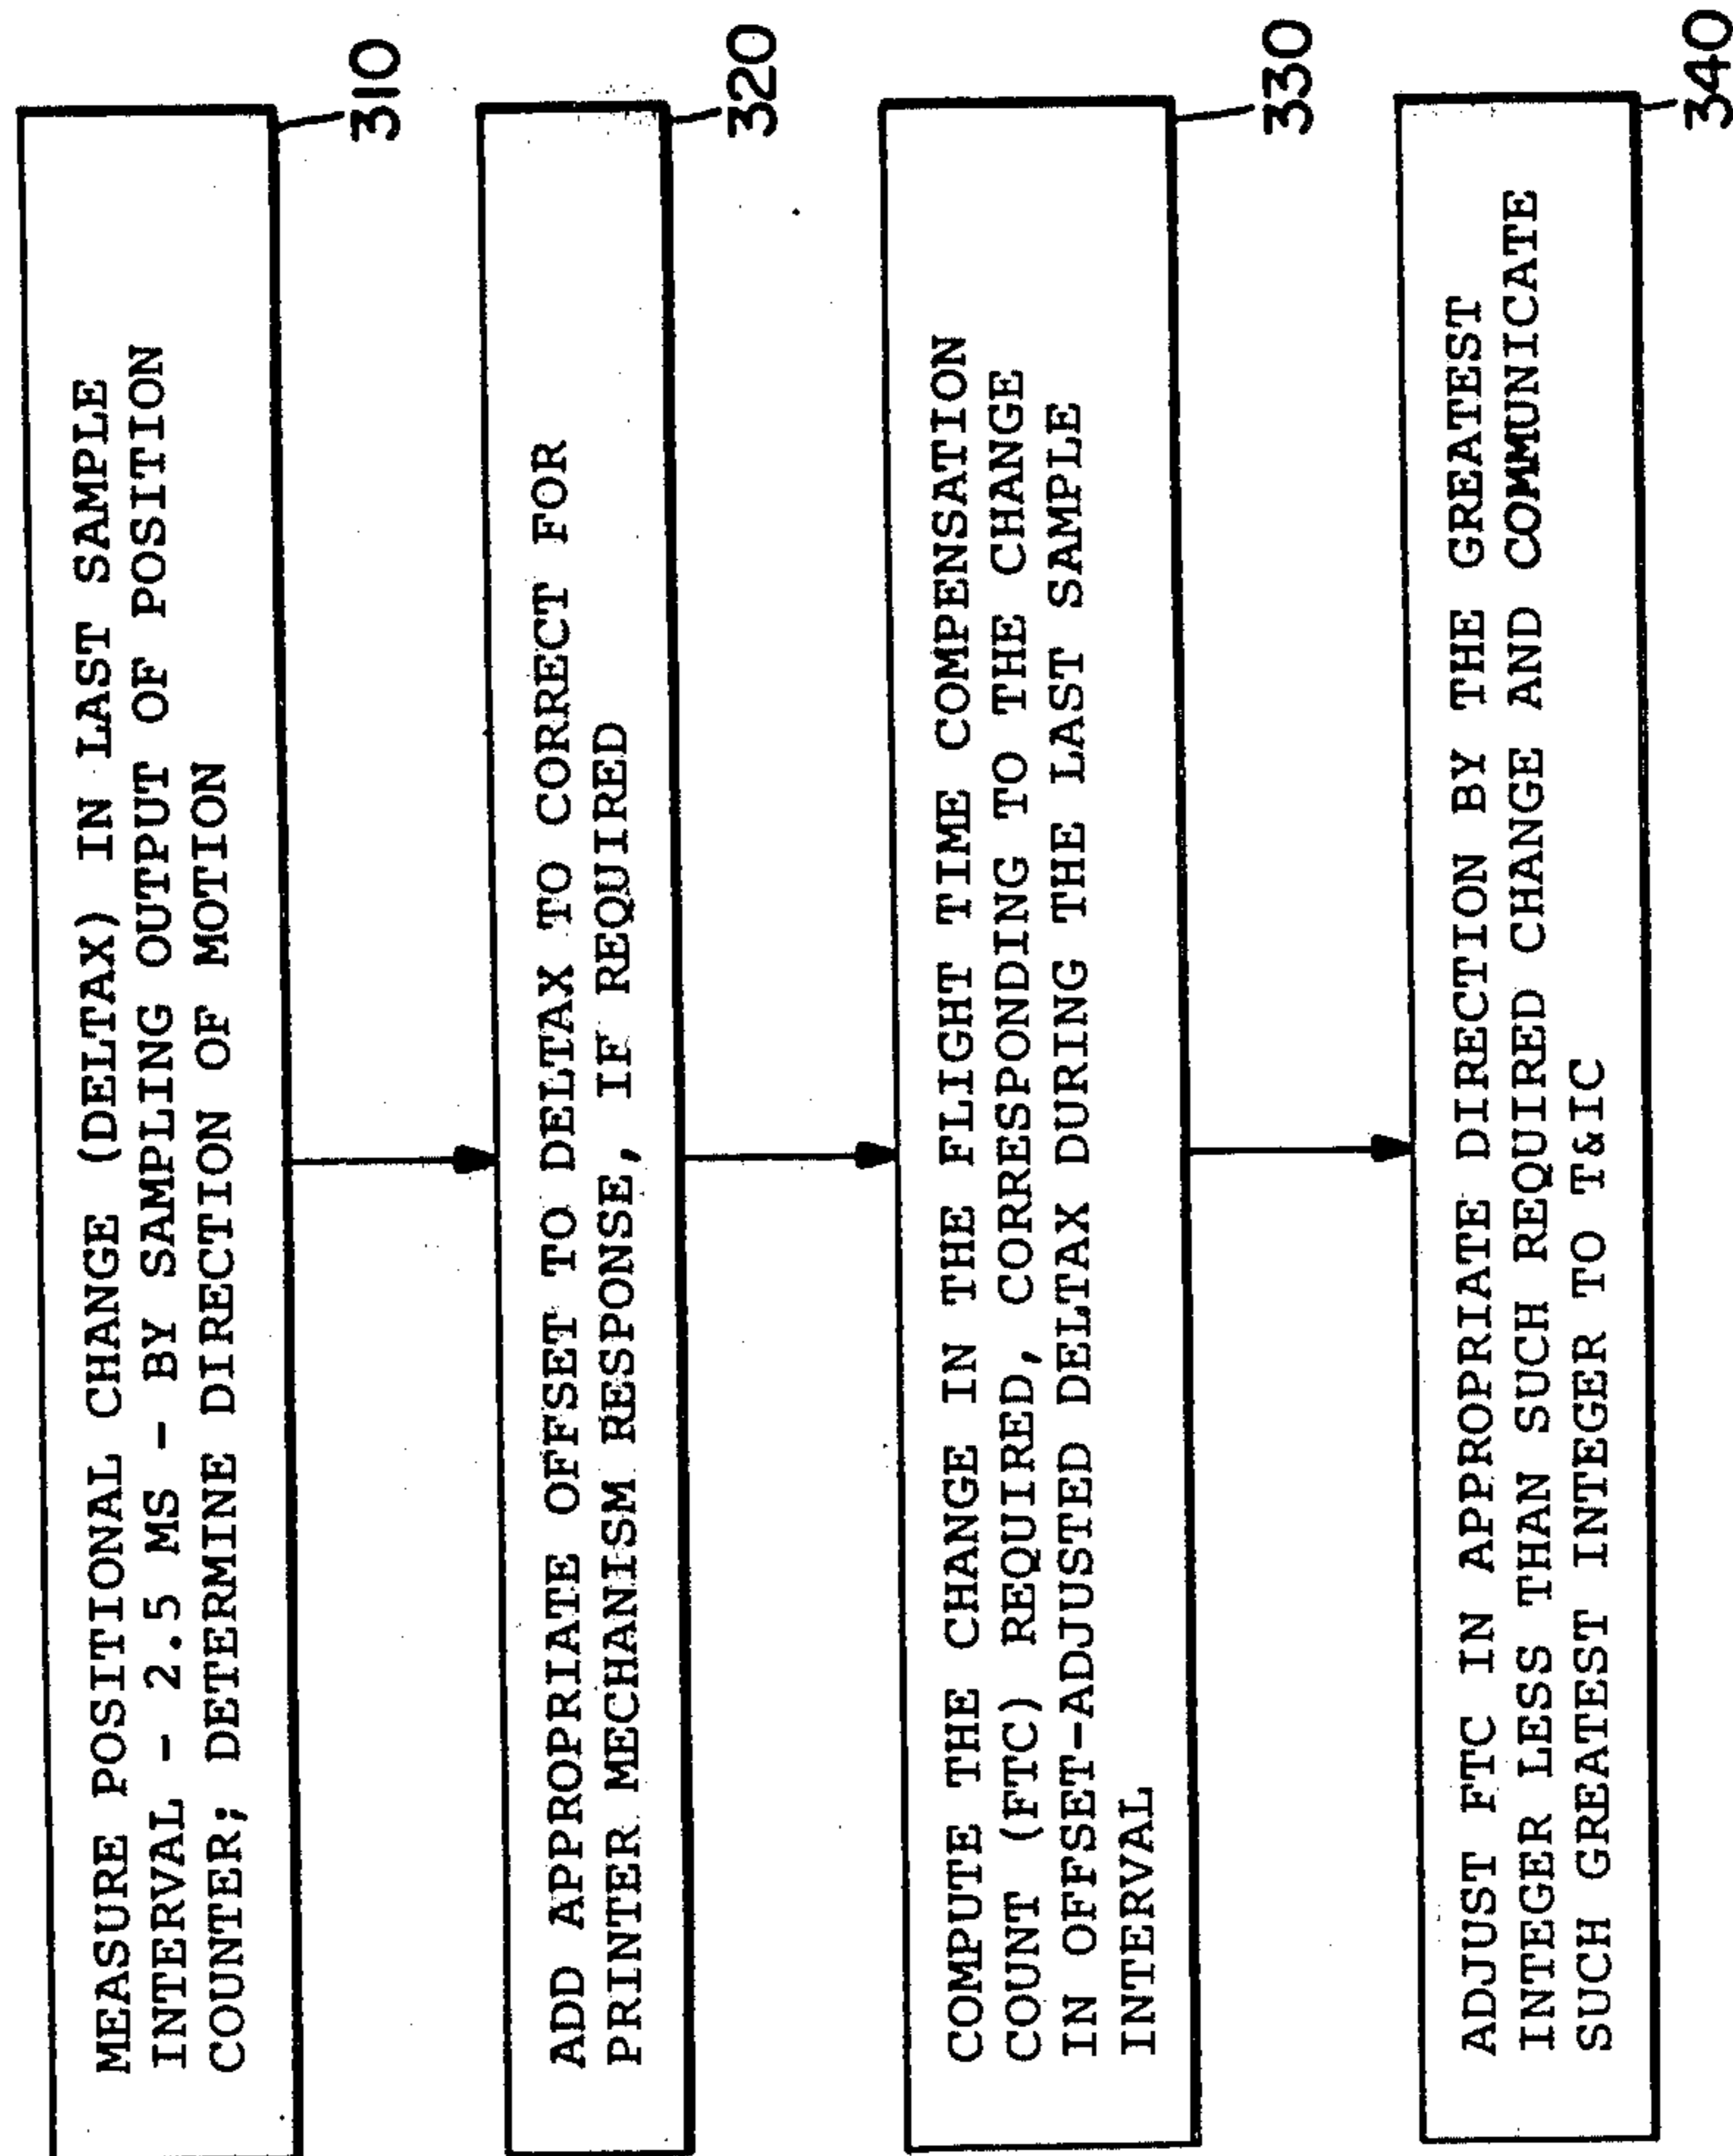 MEASURE POSITIONAL CHANGE (DELTAX) IN LAST SAMPLE
INTERVAL - 2.5 MS - BY SAMPLING OUTPUT OF POSITION
COUNTER; DETERMINE DIRECTION OF MOTION
310
ADD APPROPRIATE OFFSET TO DELTAX TO CORRECT FOR
PRINTER MECHANISM RESPONSE, IF REQUIRED
320
COMPUTE THE CHANGE IN THE FLIGHT TIME COMPENSATION
COUNT (FTC) REQUIRED, CORRESPONDING TO THE CHANGE
IN OFFSET-ADJUSTED DELTAX DURING THE LAST SAMPLE
INTERVAL
330
ADJUST FTC IN APPROPRIATE DIRECTION BY THE GREATEST
INTEGER LESS THAN SUCH REQUIRED CHANGE AND COMMUNICATE
SUCH GREATEST INTEGER TO T&IC
340